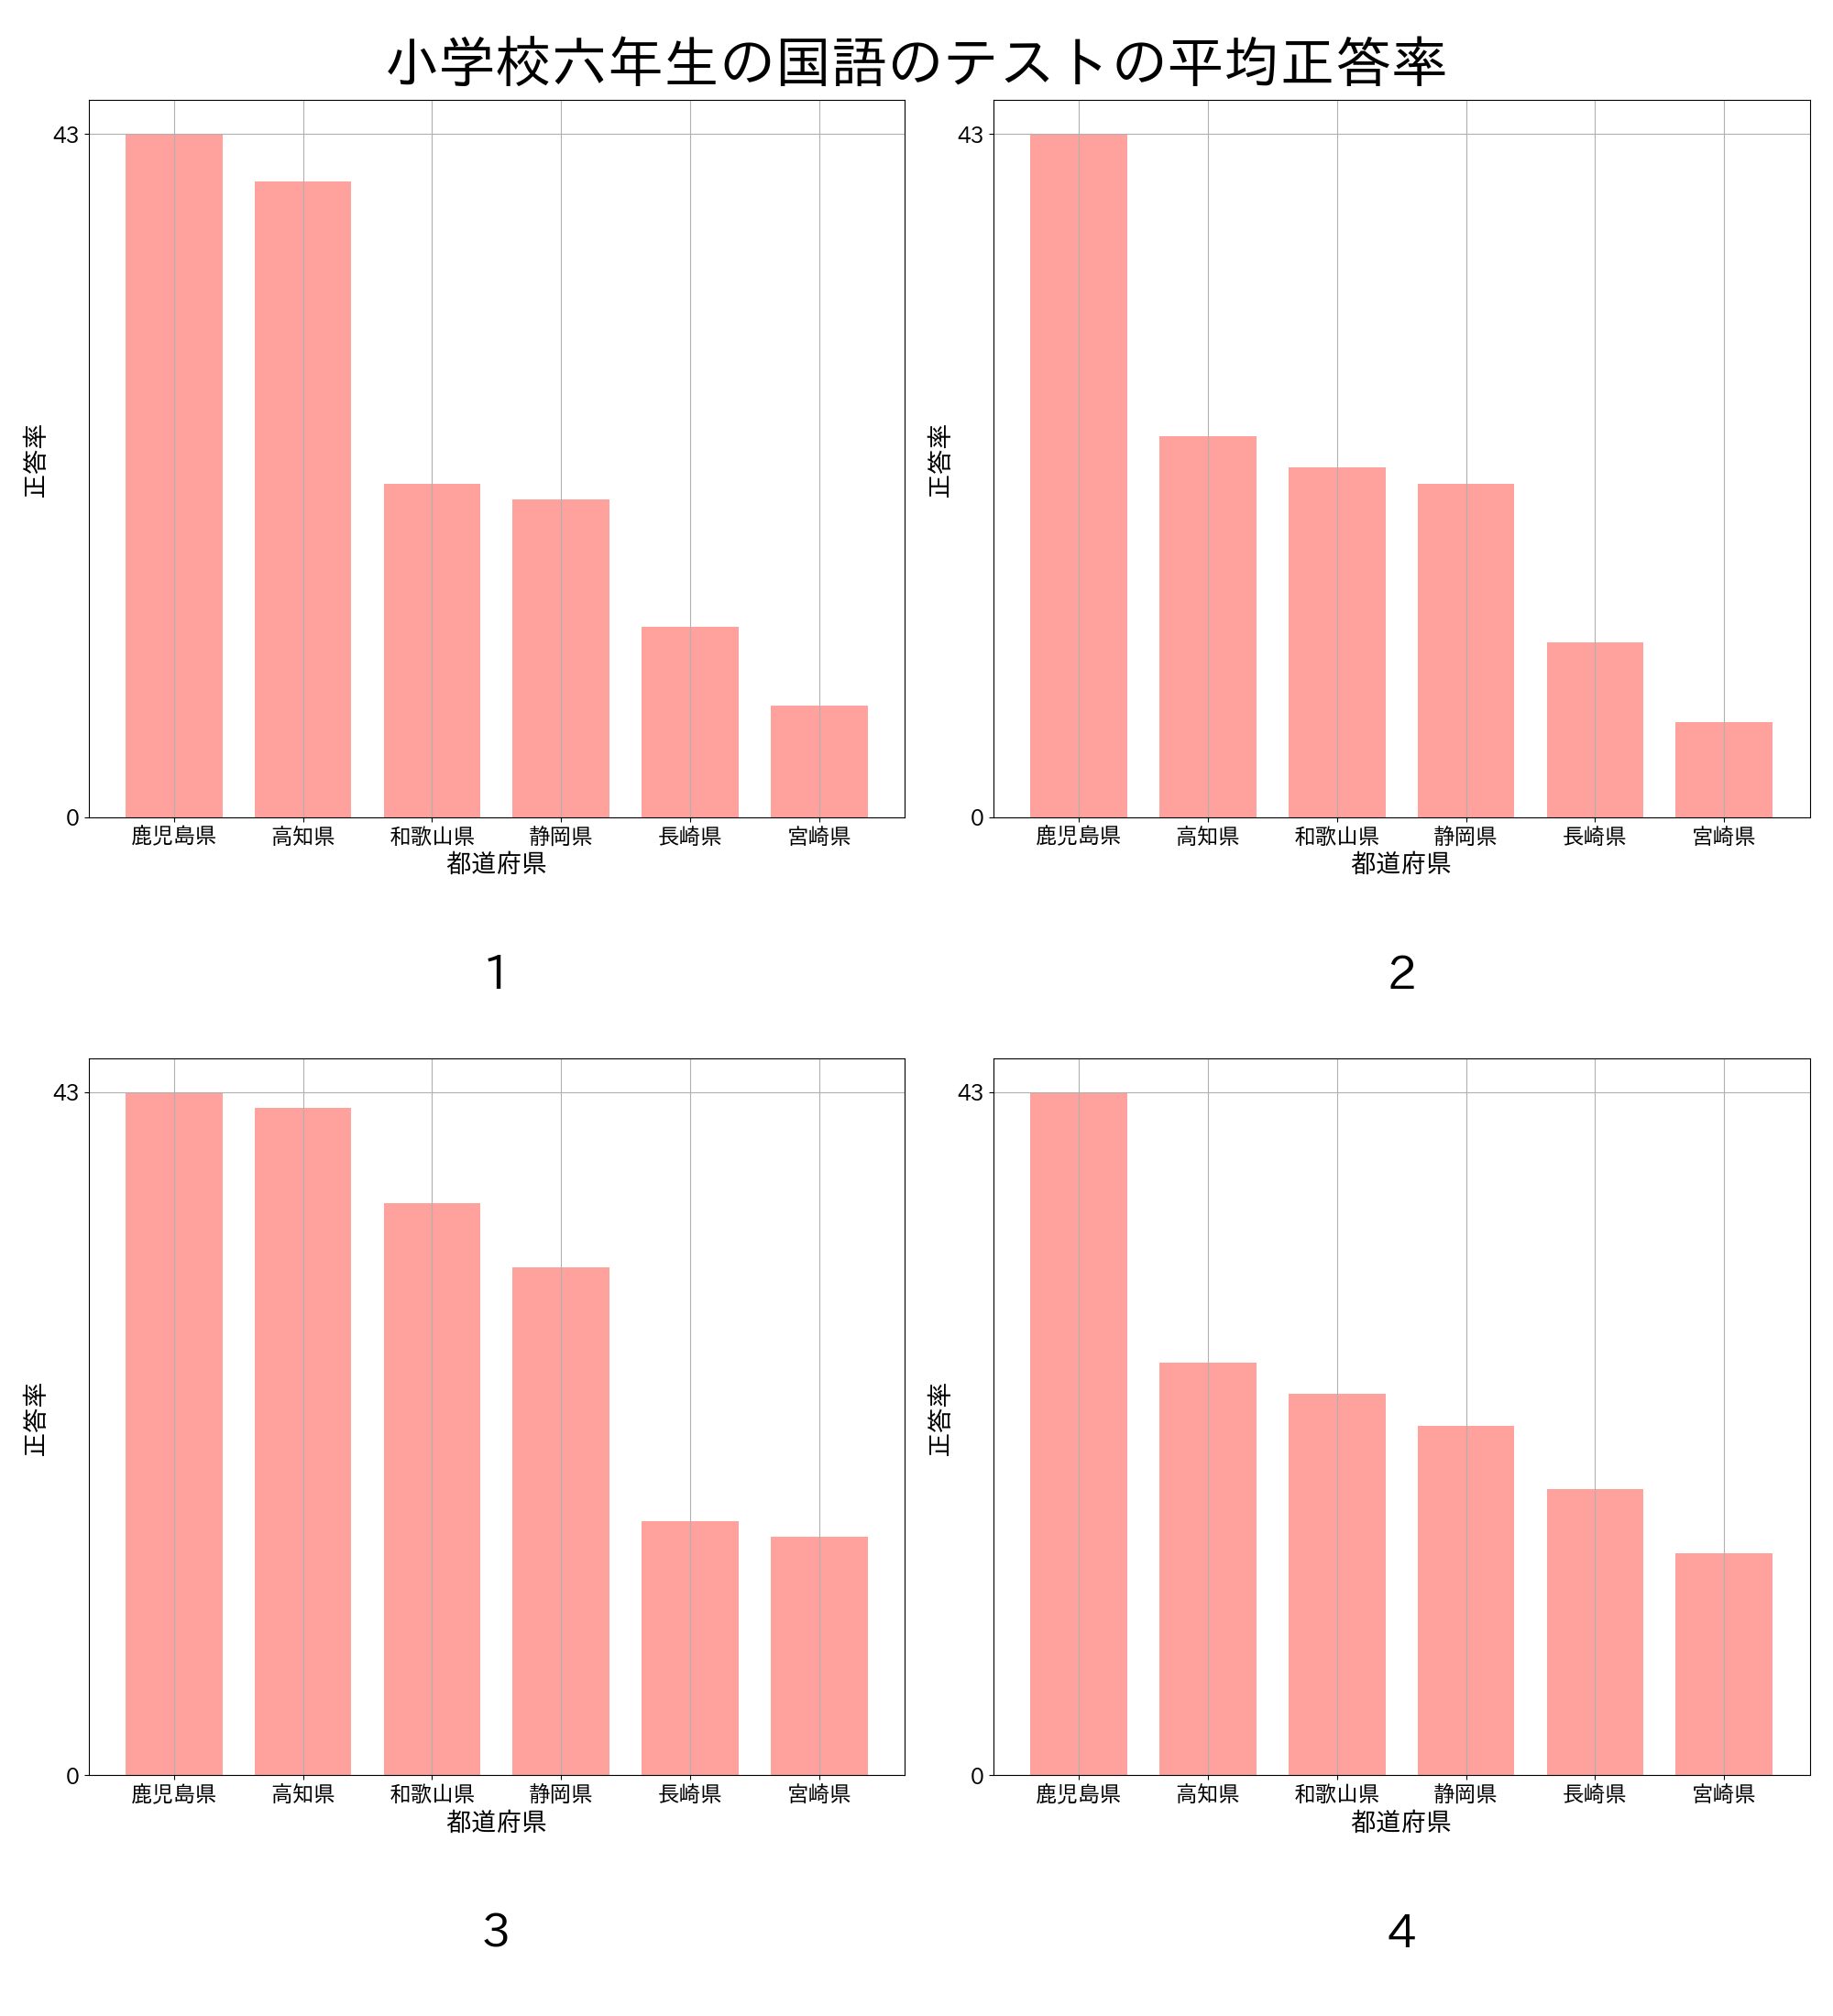 小学校六年生の国語のテストの平均正答率
43
0
正答率
鹿児島県 高知県 和歌山県 静岡県 長崎県 宮崎県
都道府県
1
43
0
正答率
鹿児島県 高知県 和歌山県 静岡県 長崎県 宮崎県
都道府県
2
43
0
正答率
鹿児島県 高知県 和歌山県 静岡県 長崎県 宮崎県
都道府県
3
43
0
正答率
鹿児島県 高知県 和歌山県 静岡県 長崎県 宮崎県
都道府県
4